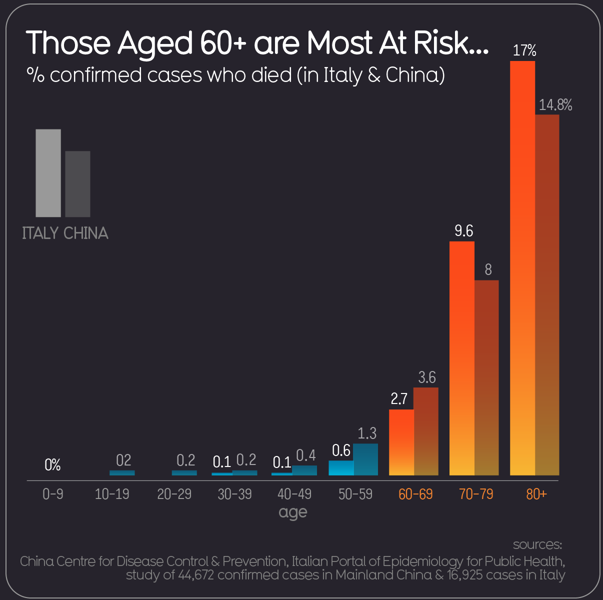 Those Aged 60+ are Most At Risk...
% confirmed cases who died (in Italy & China)
ITALY CHINA
0%
02
0.2
0.1 0.2
0.1 0.4
0.6 1.3
2.7 3.6
9.6 8
17% 14.8%
0-9 10-19 20-29 30-39 40-49 50-59 60-69 70-79 80+
age
sources:
China Centre for Disease Control & Prevention, Italian Portal of Epidemiology for Public Health,
study of 44,672 confirmed cases in Mainland China & 16,925 cases in Italy